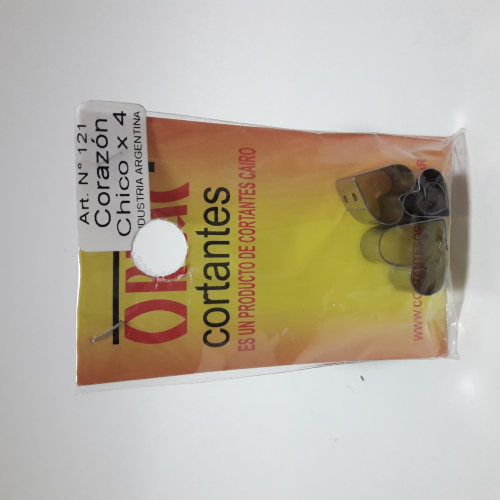 Art. N° 121
Corazón
Chico x 4
INDUSTRIA ARGENTINA
cortantes
ES UN PRODUCTO DE CORTANTES CAIRO